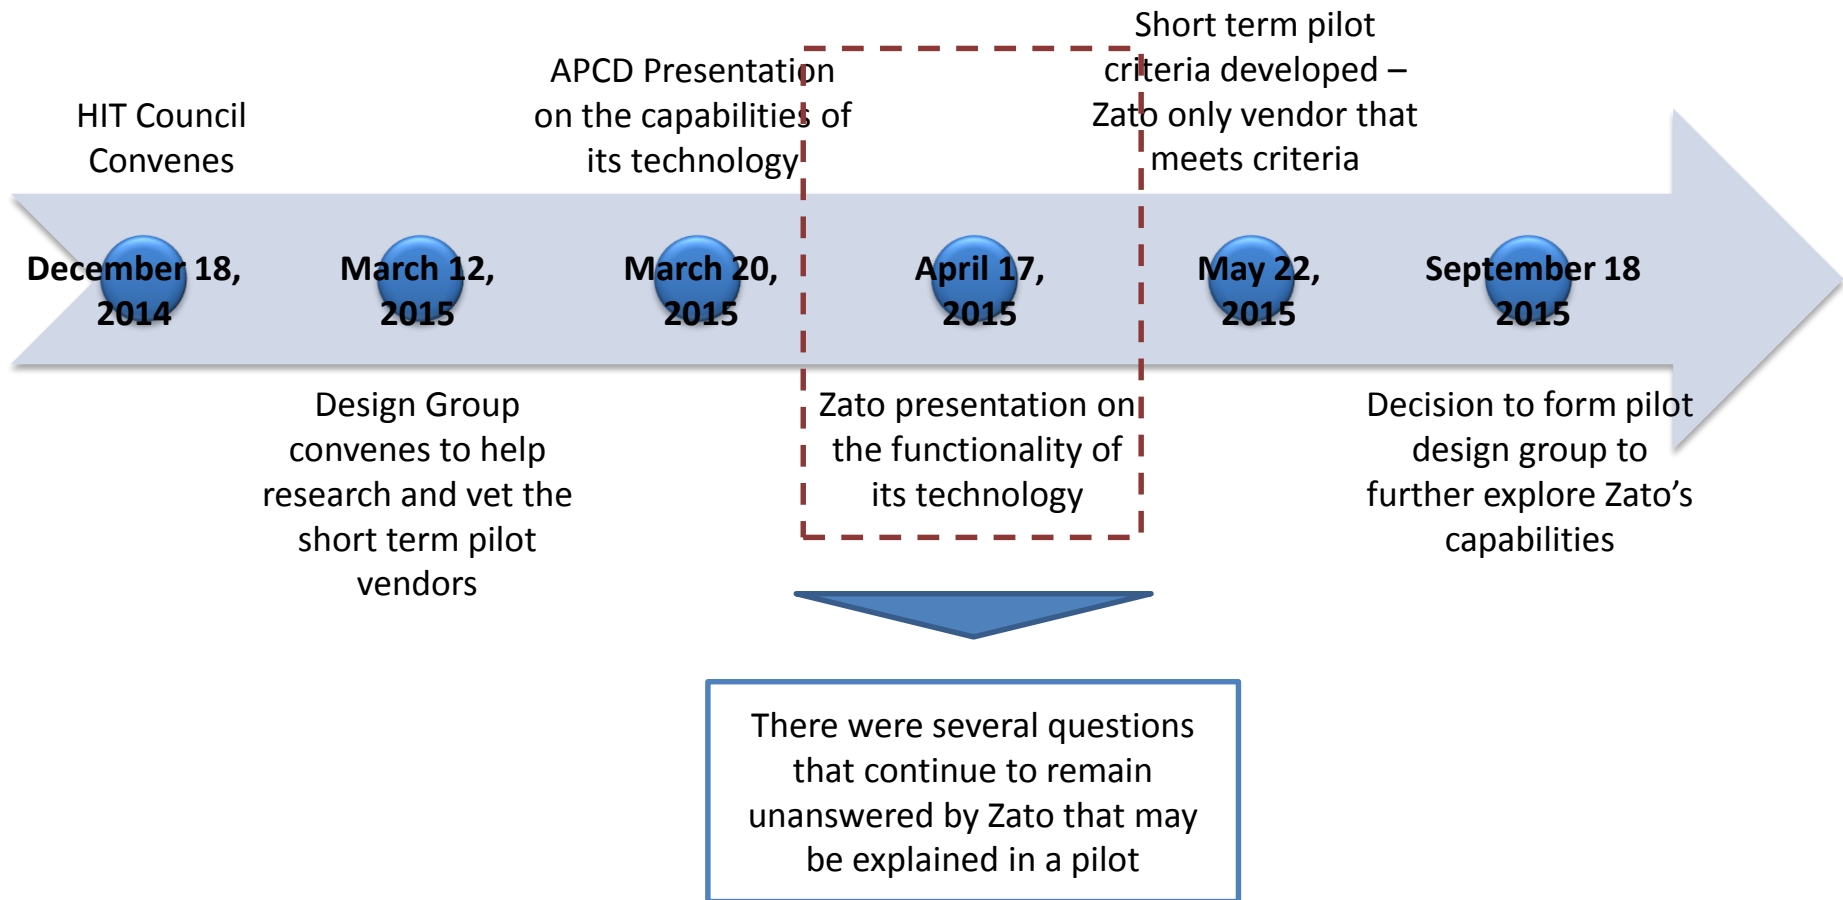 HIT Council
Convenes
APCD Presentation
on the capabilities of
its technology
Short term pilot
criteria developed –
Zato only vendor that
meets criteria
December 18,
2014
March 12,
2015
March 20,
2015
April 17,
2015
May 22,
2015
September 18
2015
Design Group
convenes to help
research and vet the
short term pilot
vendors
Zato presentation on
the functionality of
its technology
Decision to form pilot
design group to
further explore Zato’s
capabilities
There were several questions
that continue to remain
unanswered by Zato that may
be explained in a pilot